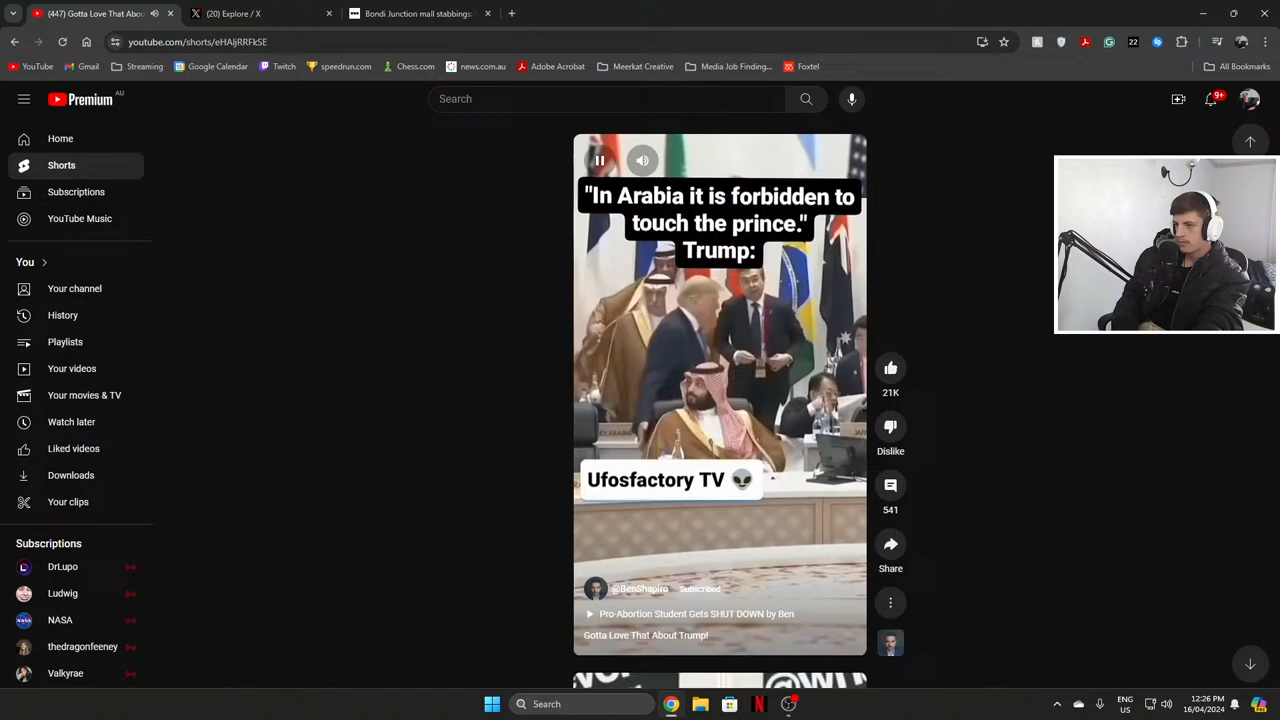 (447) Gotta Love That Abou
(20) Explore / X
Bondi Junction mall stabbings:
youtube.com/shorts/eHAIjRRFkSE
22
YouTube
Gmail
Streaming
Google Calendar
Twitch
speedrun.com
Chess.com
news.com.au
Adobe Acrobat
Meerkat Creative
Media Job Finding...
Foxtel
All Bookmarks
Premium AU
Search
9+
Home
Shorts
Subscriptions
YouTube Music
You
Your channel
History
Playlists
Your videos
Your movies & TV
Watch later
Liked videos
Downloads
Your clips
Subscriptions
DrLupo
Ludwig
NASA
thedragonfeeney
Valkyrae
"In Arabia it is forbidden to
touch the prince."
Trump:
Ufosfactory TV
@BenShapiro Subscribed
Pro-Abortion Student Gets SHUT DOWN by Ben
Gotta Love That About Trump!
21K
Dislike
541
Share
Search
ENG
US
12:26 PM
16/04/2024